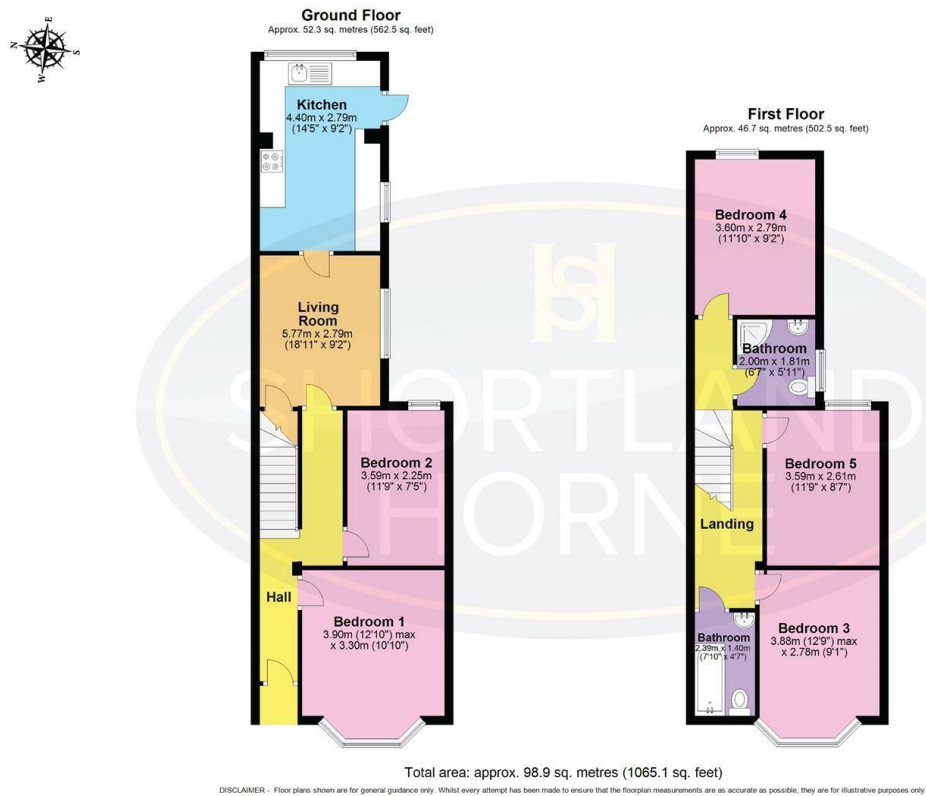 Ground Floor
Approx. 52.3 sq. metres (562.5 sq. feet)
N
E
S
W
Kitchen
4.40m x 2.79m
(14'5" x 9'2")
Living
Room
5.77m x 2.79m
(18'11" x 9'2")
Bedroom 2
3.59m x 2.25m
(11'9" x 7'5")
Hall
Bedroom 1
3.90m (12'10") max
x 3.30m (10'10")
First Floor
Approx. 46.7 sq. metres (502.5 sq. feet)
Bedroom 4
3.60m x 2.79m
(11'10" x 9'2")
Bathroom
2.00m x 1.81m
(6'7" x 5'11")
Bedroom 5
3.59m x 2.61m
(11'9" x 8'7")
Landing
Bathroom
2.39m x 1.40m
(7'10" x 4'7")
Bedroom 3
3.88m (12'9") max
x 2.78m (9'1")
SH
SHORTLAND
HORNE
Total area: approx. 98.9 sq. metres (1065.1 sq. feet)
DISCLAIMER - Floor plans shown are for general guidance only. Whilst every attempt has been made to ensure that the floorplan measurements are as accurate as possible, they are for illustrative purposes only.